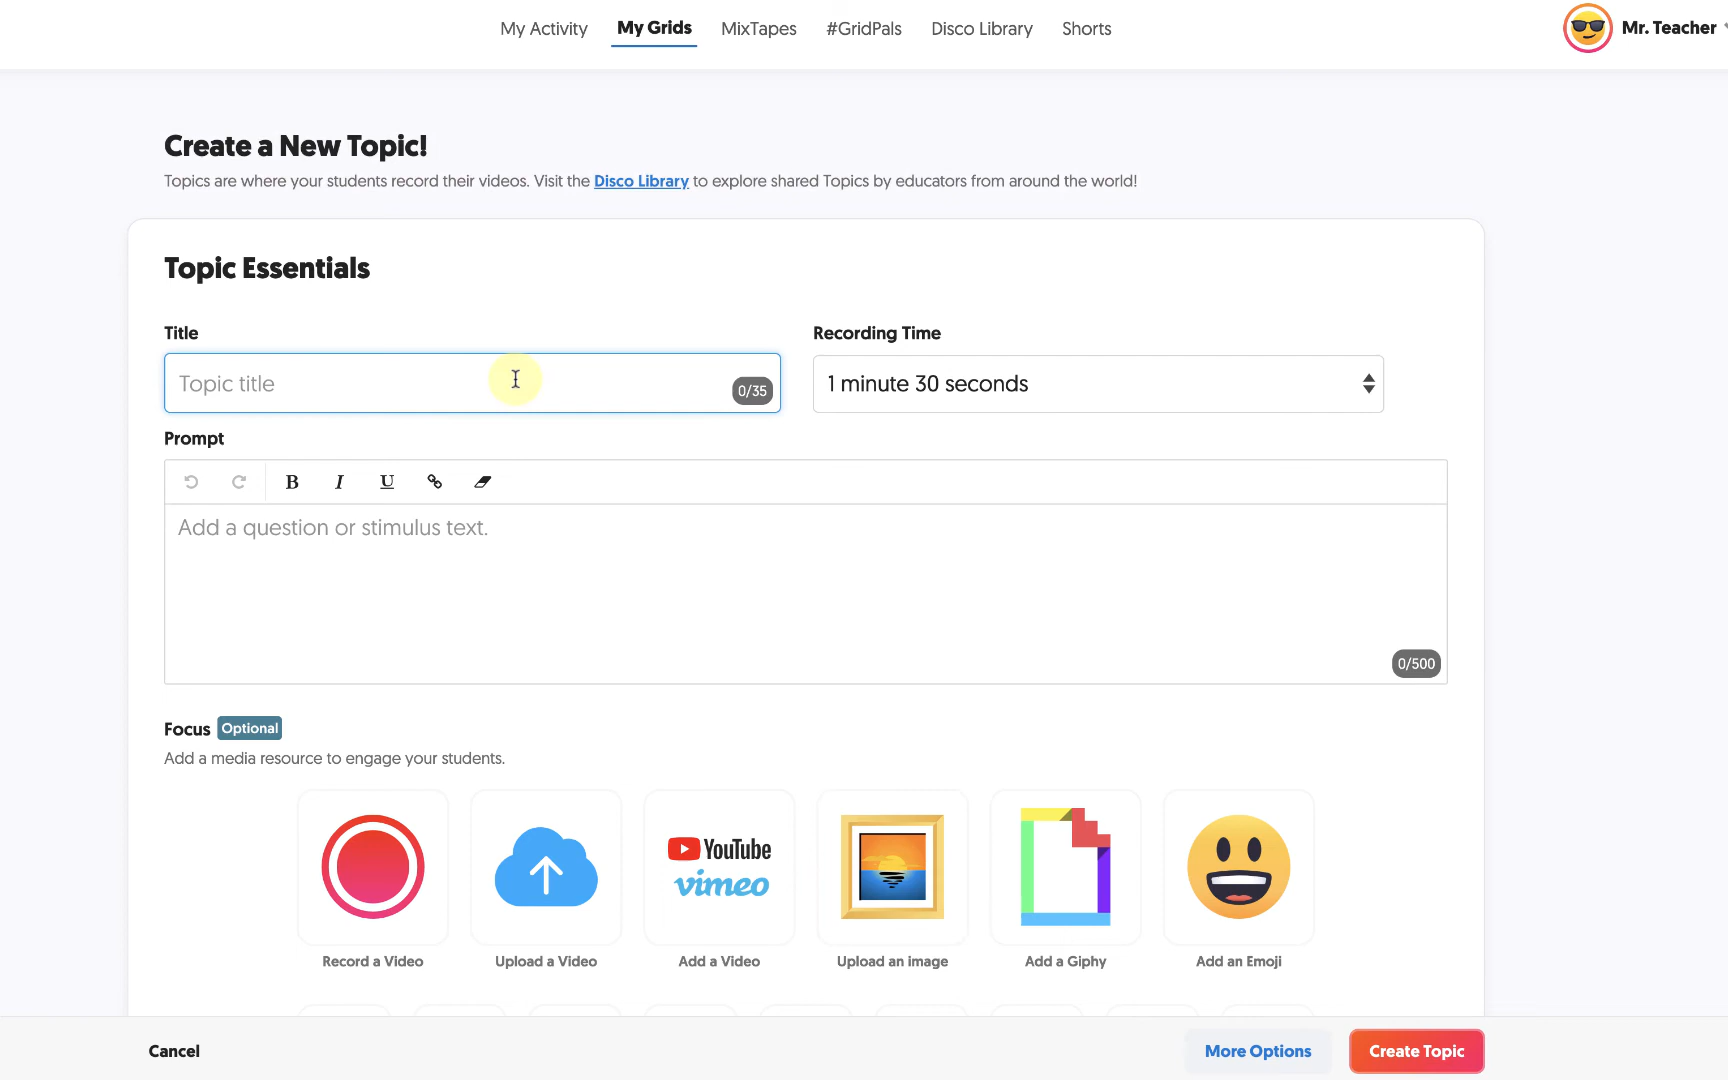 My Activity My Grids MixTapes #GridPals Disco Library Shorts Mr. Teacher
Create a New Topic!
Topics are where your students record their videos. Visit the Disco Library to explore shared Topics by educators from around the world!
Topic Essentials
Title Recording Time
Topic title 0/35 1 minute 30 seconds
Prompt
B I U
Add a question or stimulus text.
0/500
Focus Optional
Add a media resource to engage your students.
YouTube
vimeo
Record a Video Upload a Video Add a Video Upload an image Add a Giphy Add an Emoji
Cancel More Options Create Topic